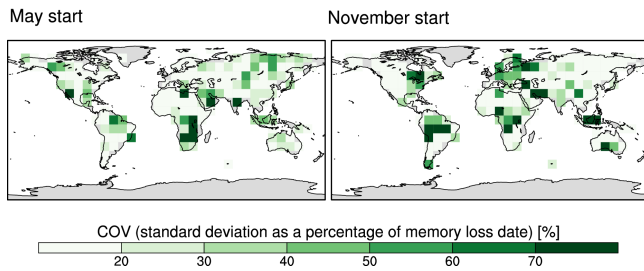 May start
November start
COV (standard deviation as a percentage of memory loss date) [%]
20 30 40 50 60 70